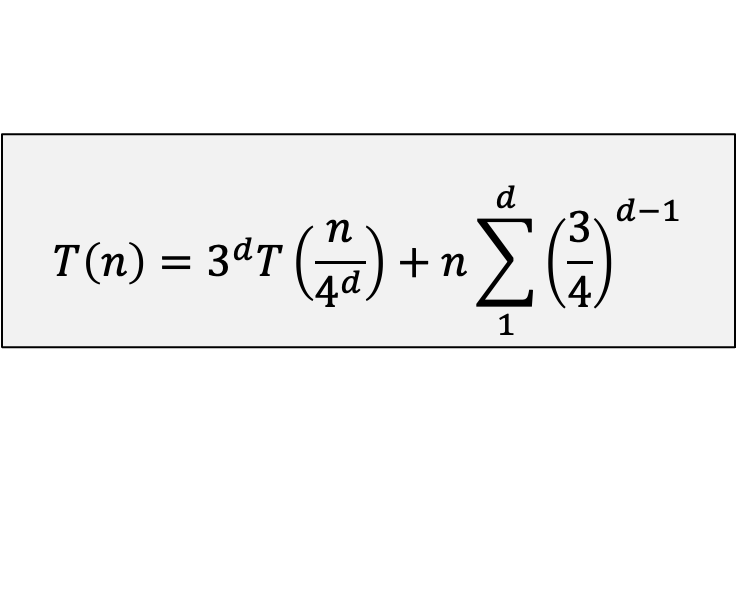 T(n) = 3^d T(n/4^d) + n ∑_1^d (3/4)^{d−1}